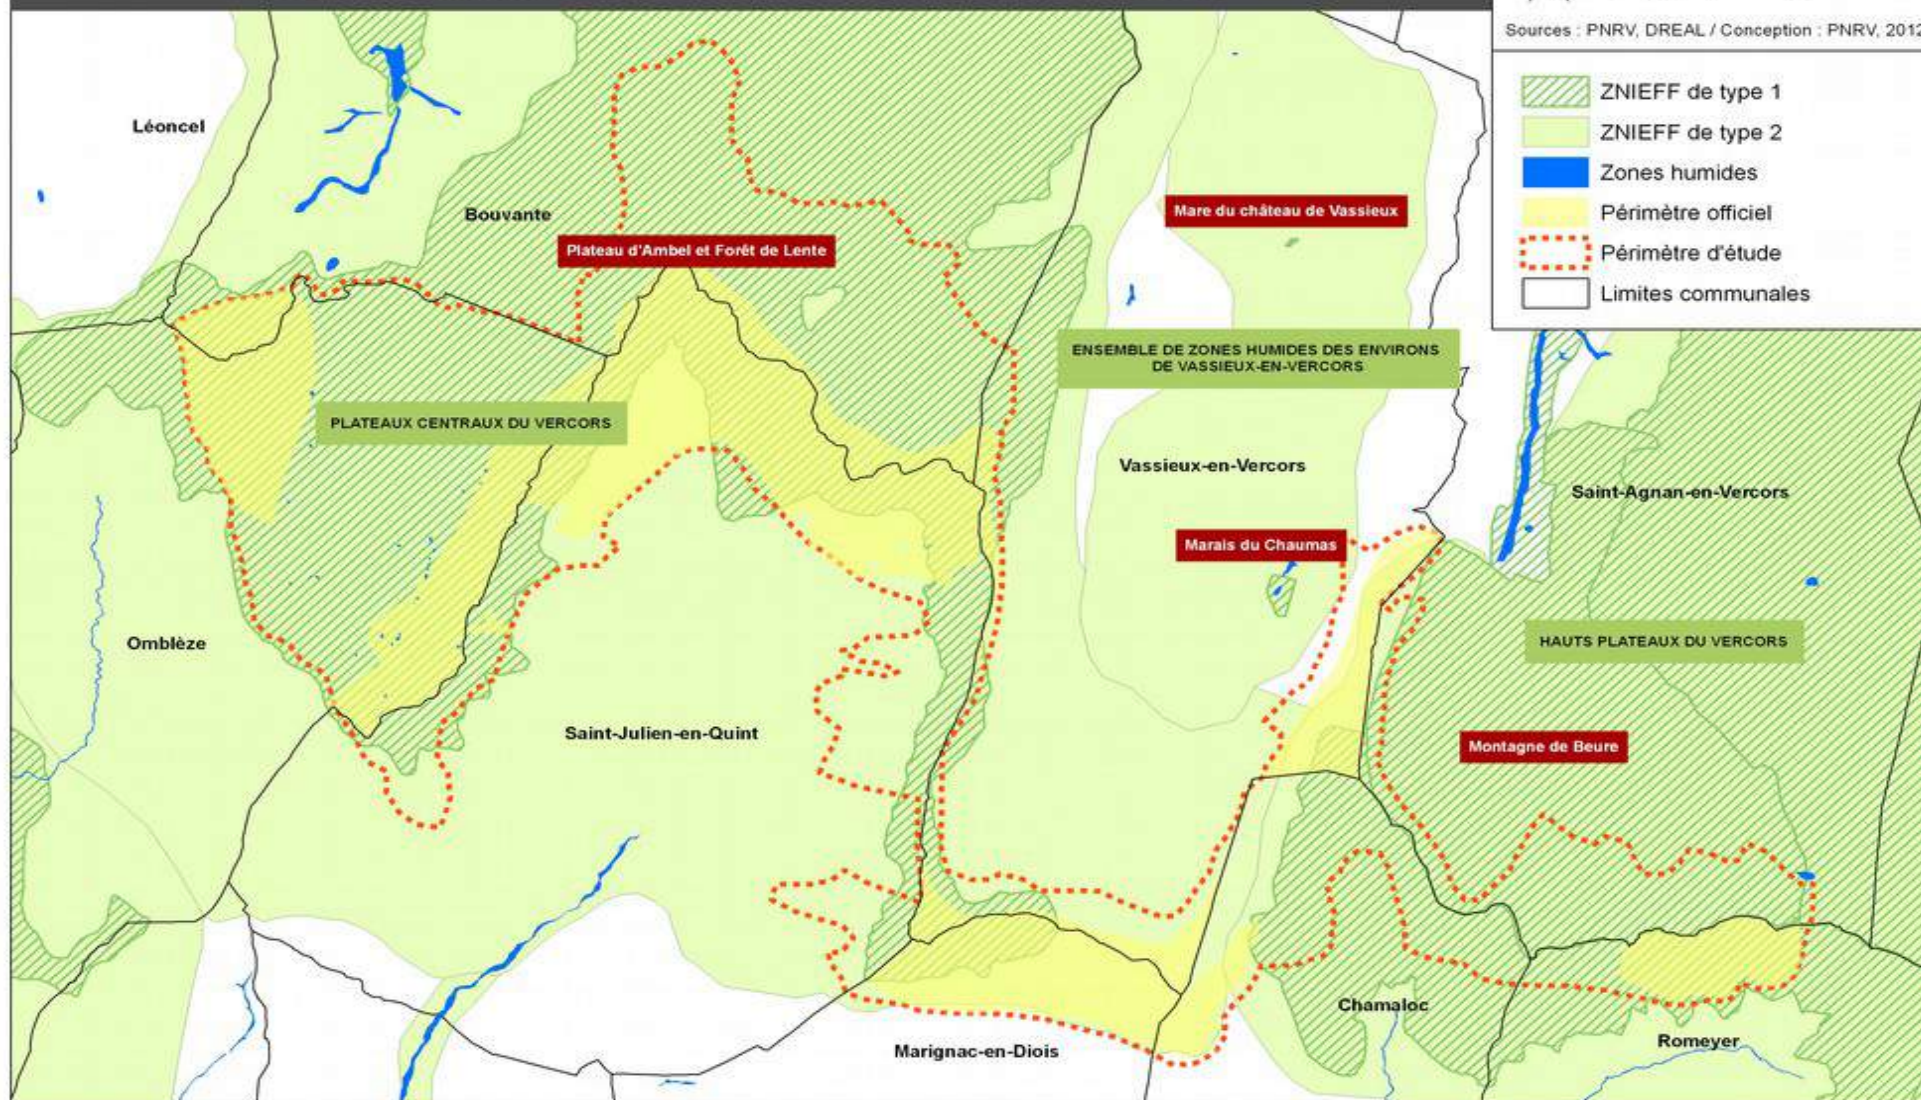 Sources : PNRV, DREAL / Conception : PNRV, 2012
ZNIEFF de type 1
ZNIEFF de type 2
Zones humides
Périmètre officiel
Périmètre d'étude
Limites communales
Léoncel
Bouvante
Mare du château de Vassieux
Plateau d'Ambel et Forêt de Lente
ENSEMBLE DE ZONES HUMIDES DES ENVIRONS
DE VASSIEUX-EN-VERCORS
PLATEAUX CENTRAUX DU VERCORS
Vassieux-en-Vercors
Saint-Agnan-en-Vercors
Marais du Chaumas
Omblèze
HAUTS PLATEAUX DU VERCORS
Saint-Julien-en-Quint
Montagne de Beure
Chamaloc
Marignac-en-Diois
Romeyer